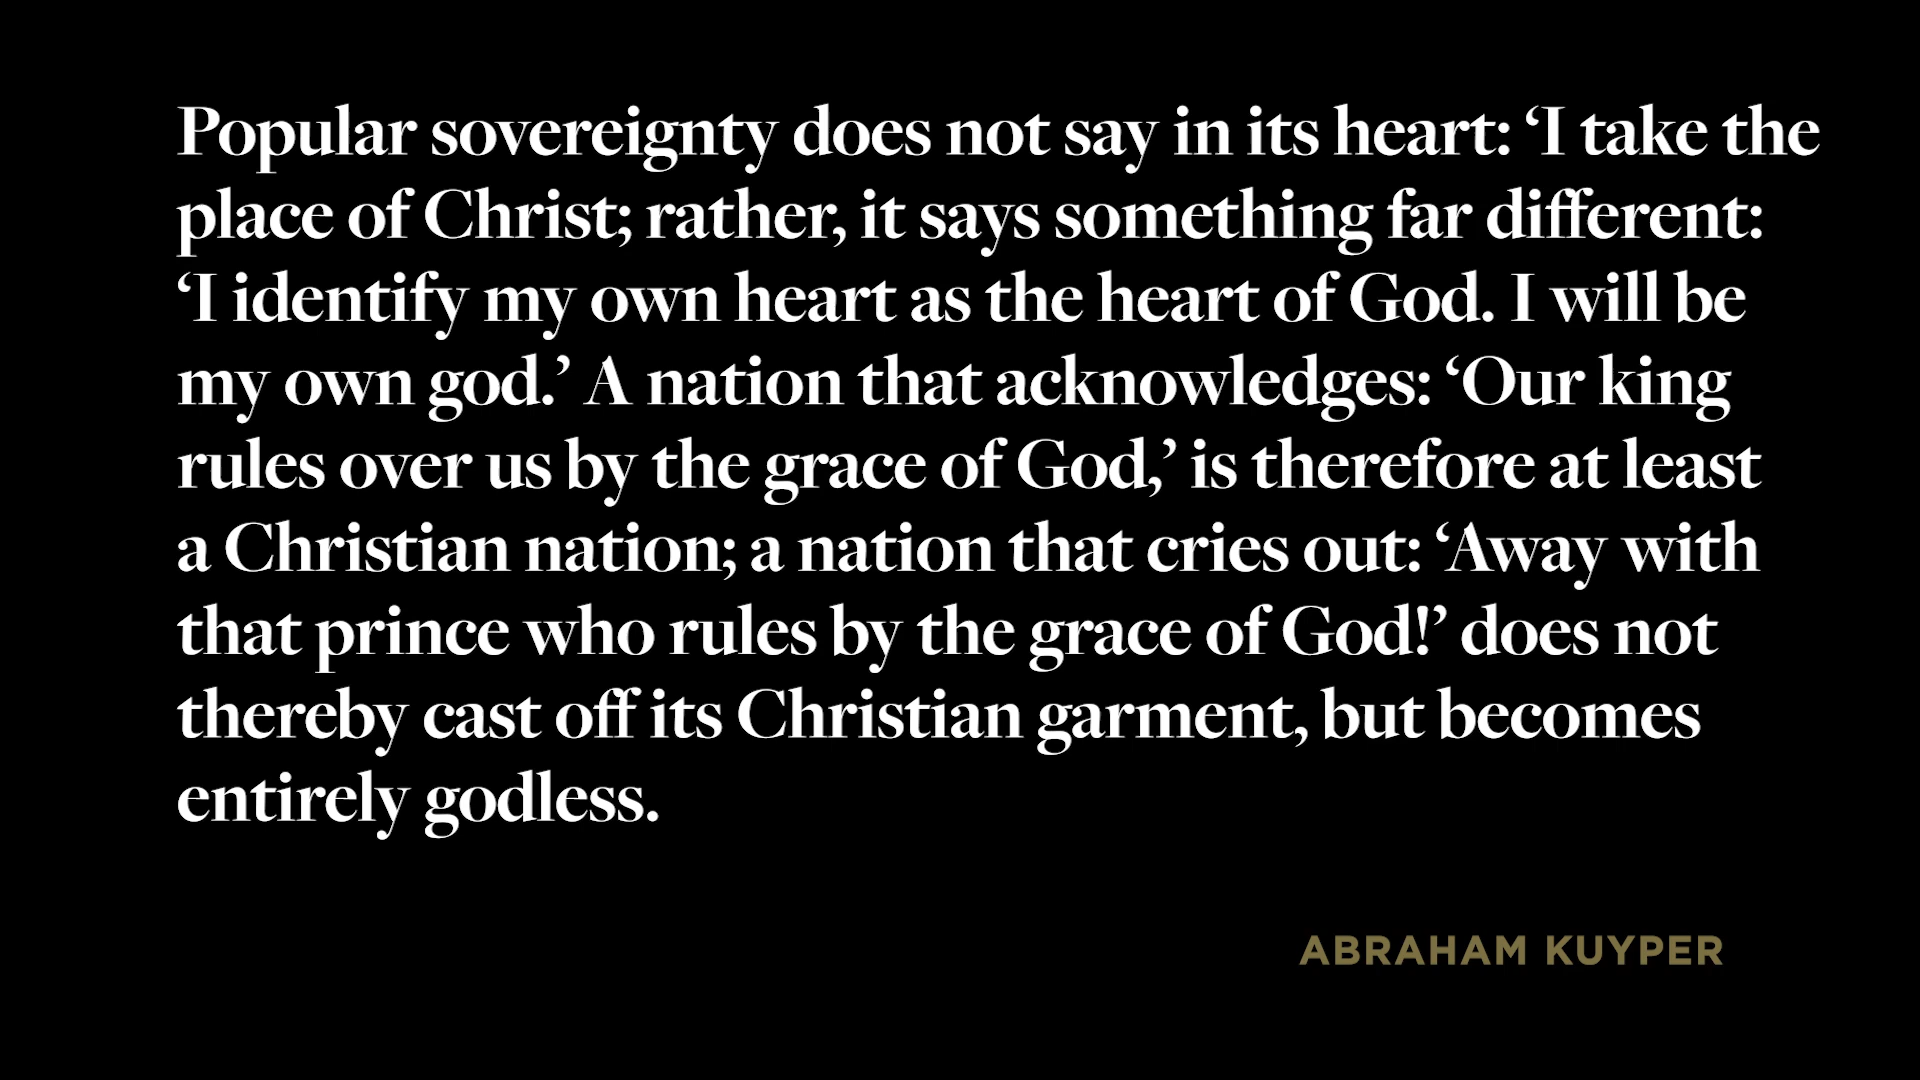 Popular sovereignty does not say in its heart: ‘I take the
place of Christ; rather, it says something far different:
‘I identify my own heart as the heart of God. I will be
my own god.’ A nation that acknowledges: ‘Our king
rules over us by the grace of God,’ is therefore at least
a Christian nation; a nation that cries out: ‘Away with
that prince who rules by the grace of God!’ does not
thereby cast off its Christian garment, but becomes
entirely godless.
ABRAHAM KUYPER